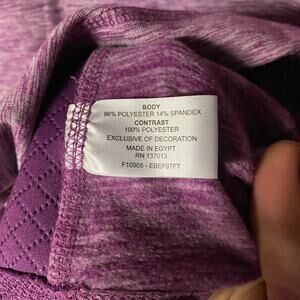 BODY
86% POLYESTER 14% SPANDEX
CONTRAST
100% POLYESTER
EXCLUSIVE OF DECORATION
MADE IN EGYPT
RN 137013
F10905 - EBEF97FT